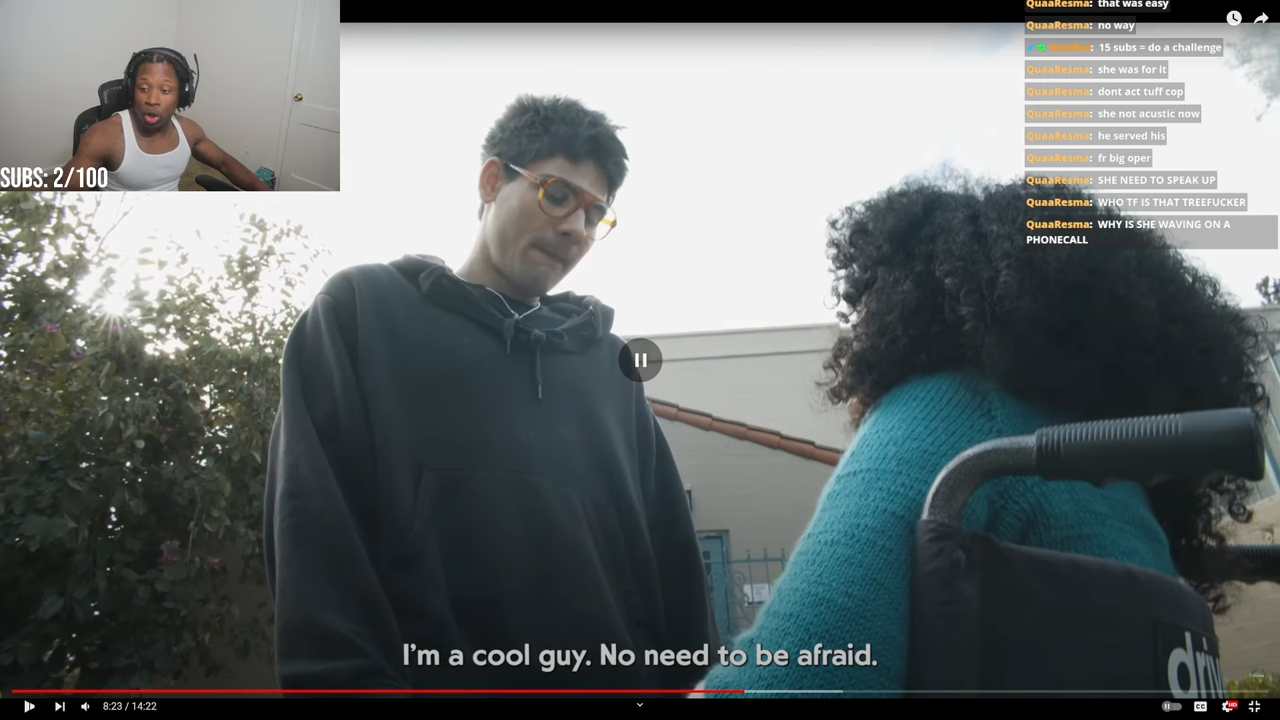 QuaaResma: that was easy
QuaaResma: no way
15 subs = do a challenge
QuaaResma: she was for it
QuaaResma: dont act tuff cop
QuaaResma: she not acustic now
QuaaResma: he served his
QuaaResma: fr big oper
QuaaResma: SHE NEED TO SPEAK UP
QuaaResma: WHO TF IS THAT TREEFUCKER
QuaaResma: WHY IS SHE WAVING ON A
PHONECALL
SUBS: 2/100
I'm a cool guy. No need to be afraid.
8:23 / 14:22
CC
HD